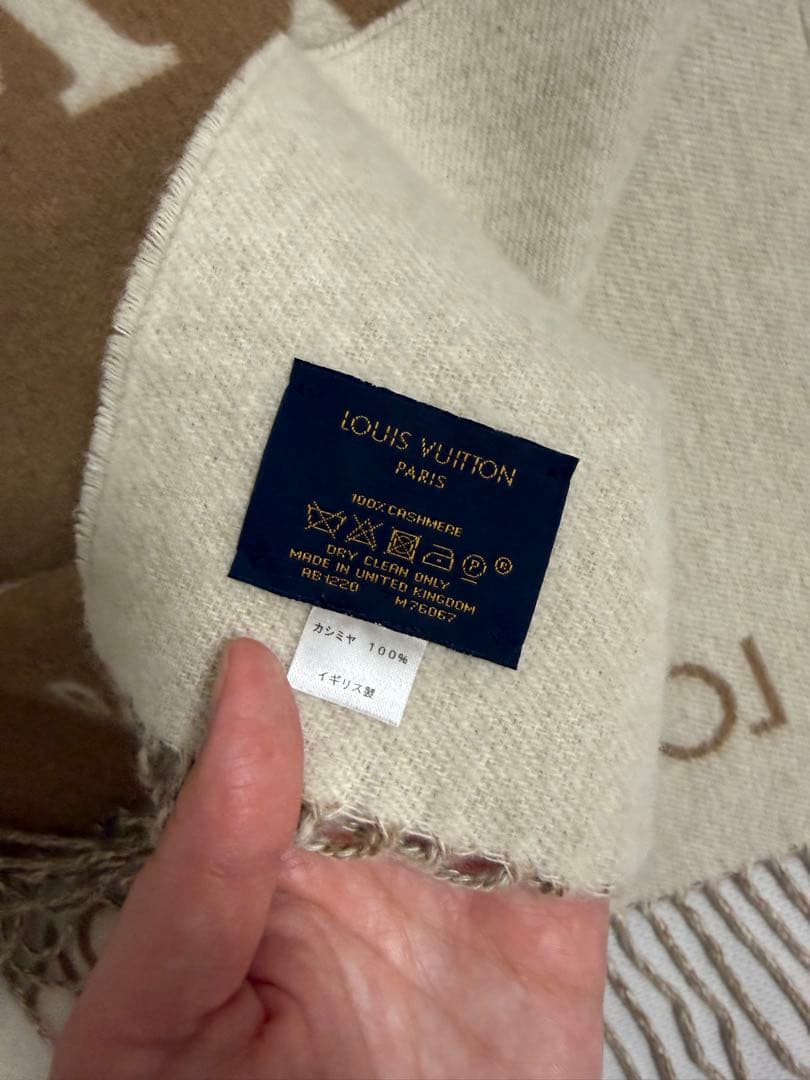 LOUIS VUITTON
PARIS
100% CASHMERE
P
DRY CLEAN ONLY
MADE IN UNITED KINGDOM
AB1220 M76067
カシミヤ 100%
イギリス製